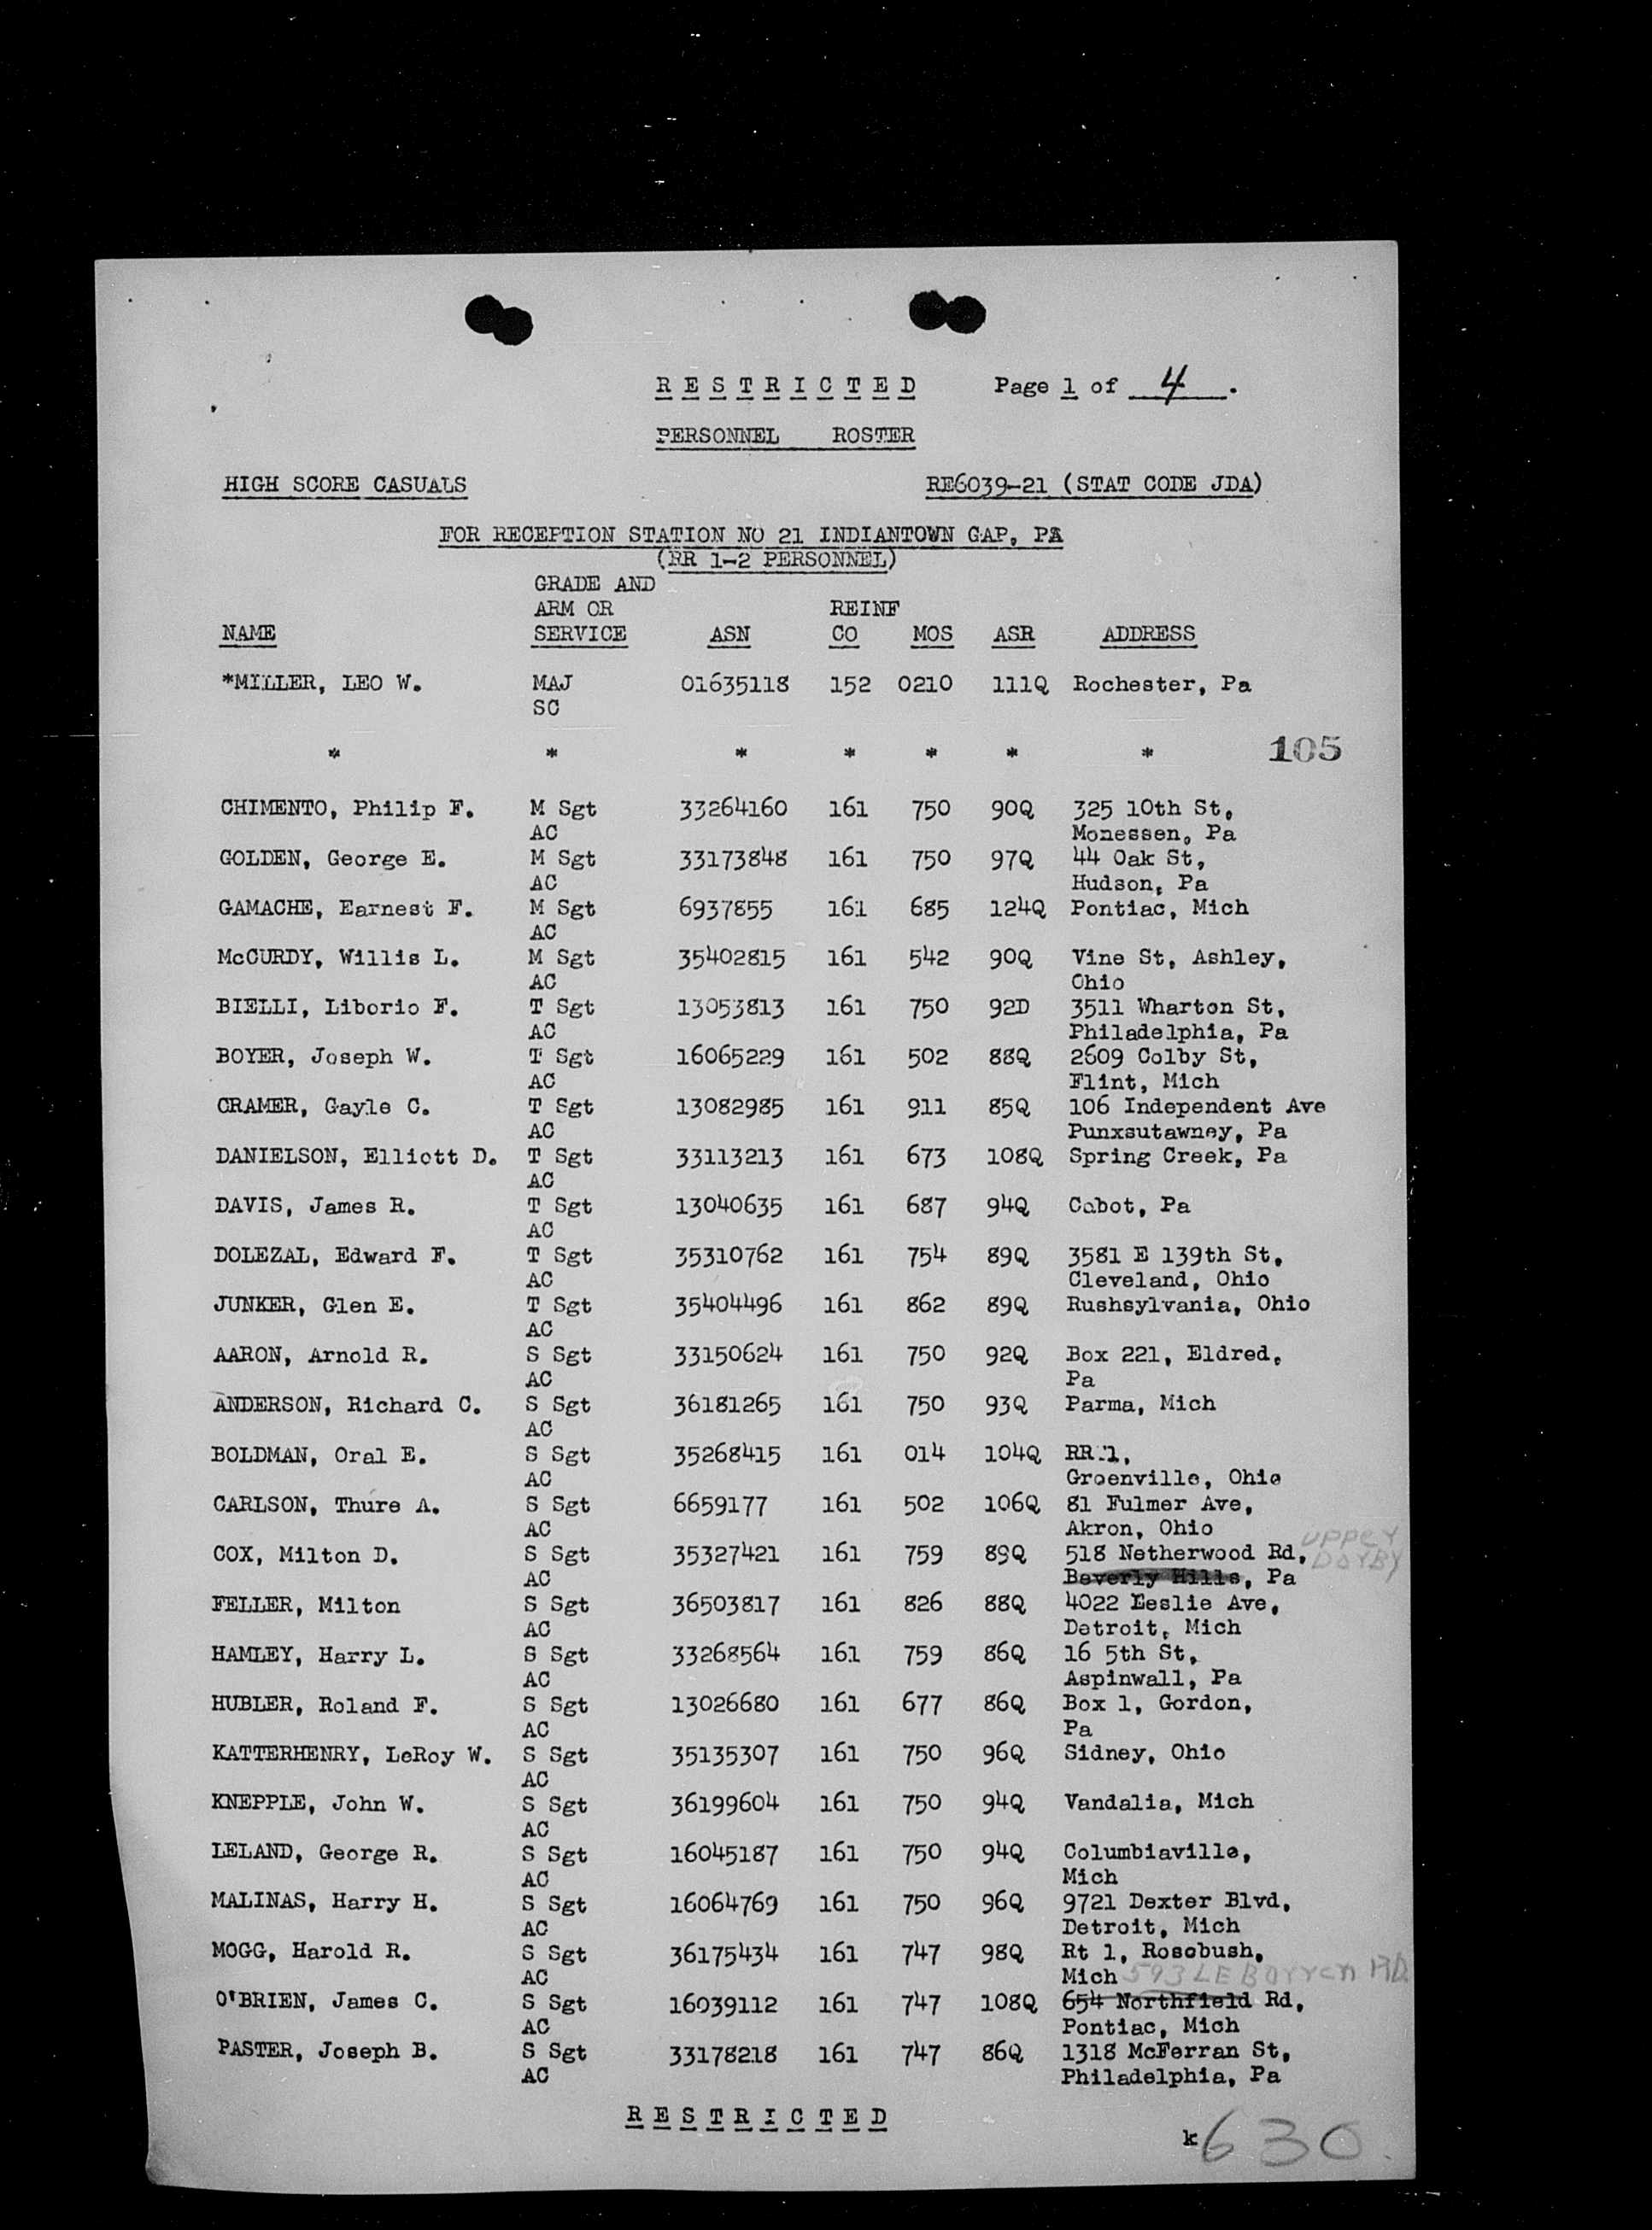 RESTRICTED Page 1 of 4.
PERSONNEL ROSTER
HIGH SCORE CASUALS RE6039-21 (STAT CODE JDA)
FOR RECEPTION STATION NO 21 INDIANTOWN GAP, PA
(RR 1-2 PERSONNEL)
GRADE AND
ARM OR REINF
NAME SERVICE ASN CO MOS ASR ADDRESS
*MILLER, LEO W. MAJ 01635118 152 0210 111Q Rochester, Pa
SC
* * * * * * * 105
CHIMENTO, Philip F. M Sgt 33264160 161 750 90Q 325 10th St,
AC Monessen, Pa
GOLDEN, George E. M Sgt 33173848 161 750 97Q 44 Oak St,
AC Hudson, Pa
GAMACHE, Earnest F. M Sgt 6937855 161 685 124Q Pontiac, Mich
AC
McCURDY, Willis L. M Sgt 35402815 161 542 90Q Vine St, Ashley,
AC Ohio
BIELLI, Liborio F. T Sgt 13053813 161 750 92D 3511 Wharton St,
AC Philadelphia, Pa
BOYER, Joseph W. T Sgt 16065229 161 502 88Q 2609 Colby St,
AC Flint, Mich
CRAMER, Gayle C. T Sgt 13082985 161 911 85Q 106 Independent Ave
AC Punxsutawney, Pa
DANIELSON, Elliott D. T Sgt 33113213 161 673 108Q Spring Creek, Pa
AC
DAVIS, James R. T Sgt 13040635 161 687 94Q Cabot, Pa
AC
DOLEZAL, Edward F. T Sgt 35310762 161 754 89Q 3581 E 139th St,
AC Cleveland, Ohio
JUNKER, Glen E. T Sgt 35404496 161 862 89Q Rushsylvania, Ohio
AC
AARON, Arnold R. S Sgt 33150624 161 750 92Q Box 221, Eldred,
AC Pa
ANDERSON, Richard C. S Sgt 36181265 161 750 93Q Parma, Mich
AC
BOLDMAN, Oral E. S Sgt 35268415 161 014 104Q RR 1,
AC Greenville, Ohio
CARLSON, Thure A. S Sgt 6659177 161 502 106Q 81 Fulmer Ave,
AC Akron, Ohio
COX, Milton D. S Sgt 35327421 161 759 89Q 518 Netherwood Rd, UPPEY DarBY
AC Beverly Hills, Pa
FELLER, Milton S Sgt 36503817 161 826 88Q 4022 Leslie Ave,
AC Detroit, Mich
HAMLEY, Harry L. S Sgt 33268564 161 759 86Q 16 5th St,
AC Aspinwall, Pa
HUBLER, Roland F. S Sgt 13026680 161 677 86Q Box 1, Gordon,
AC Pa
KATTERHENRY, LeRoy W. S Sgt 35135307 161 750 96Q Sidney, Ohio
AC
KNEPPLE, John W. S Sgt 36199604 161 750 94Q Vandalia, Mich
AC
LELAND, George R. S Sgt 16045187 161 750 94Q Columbiaville,
AC Mich
MALINAS, Harry H. S Sgt 16064769 161 750 96Q 9721 Dexter Blvd,
AC Detroit, Mich
MOGG, Harold R. S Sgt 36175434 161 747 98Q Rt 1, Rosebush,
AC Mich 593 LE BArren RD.
O'BRIEN, James C. S Sgt 16039112 161 747 108Q 654 Northfield Rd,
AC Pontiac, Mich
PASTER, Joseph B. S Sgt 33178218 161 747 86Q 1318 McFerran St,
AC Philadelphia, Pa
RESTRICTED
k 630